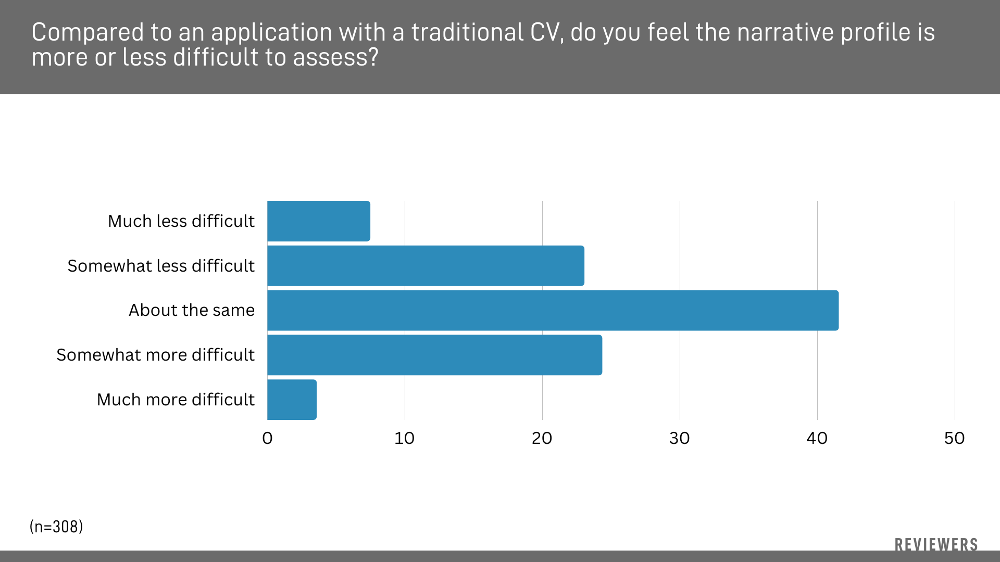 Compared to an application with a traditional CV, do you feel the narrative profile is
more or less difficult to assess?
Much less difficult
Somewhat less difficult
About the same
Somewhat more difficult
Much more difficult
0 10 20 30 40 50
(n=308)
REVIEWERS